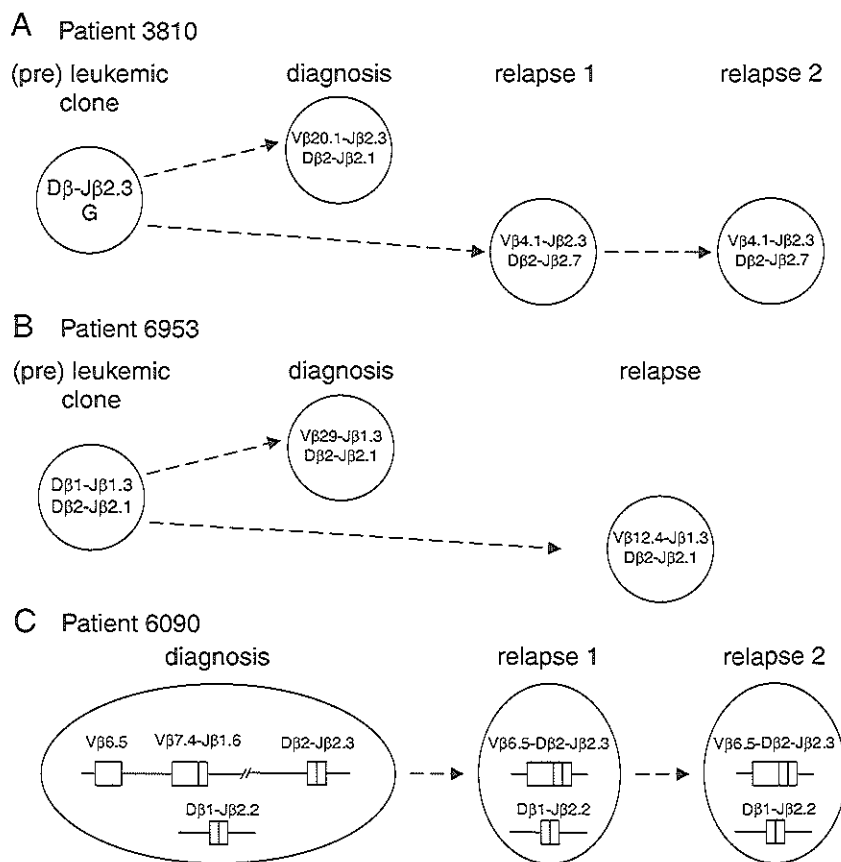 A Patient 3810
(pre) leukemic clone
diagnosis
relapse 1
relapse 2
Dβ-Jβ2.3
G
Vβ20.1-Jβ2.3
Dβ2-Jβ2.1
Vβ4.1-Jβ2.3
Dβ2-Jβ2.7
Vβ4.1-Jβ2.3
Dβ2-Jβ2.7
B Patient 6953
(pre) leukemic clone
diagnosis
relapse
Dβ1-Jβ1.3
Dβ2-Jβ2.1
Vβ29-Jβ1.3
Dβ2-Jβ2.1
Vβ12.4-Jβ1.3
Dβ2-Jβ2.1
C Patient 6090
diagnosis
relapse 1
relapse 2
Vβ6.5
Vβ7.4-Jβ1.6
Dβ2-Jβ2.3
Dβ1-Jβ2.2
Vβ6.5-Dβ2-Jβ2.3
Dβ1-Jβ2.2
Vβ6.5-Dβ2-Jβ2.3
Dβ1-Jβ2.2